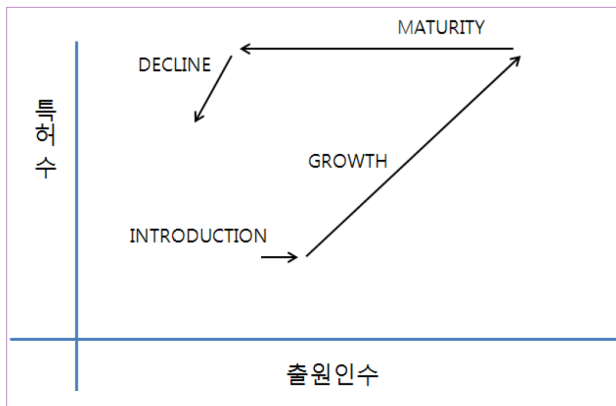 MATURITY
DECLINE
특허수
GROWTH
INTRODUCTION
출원인수